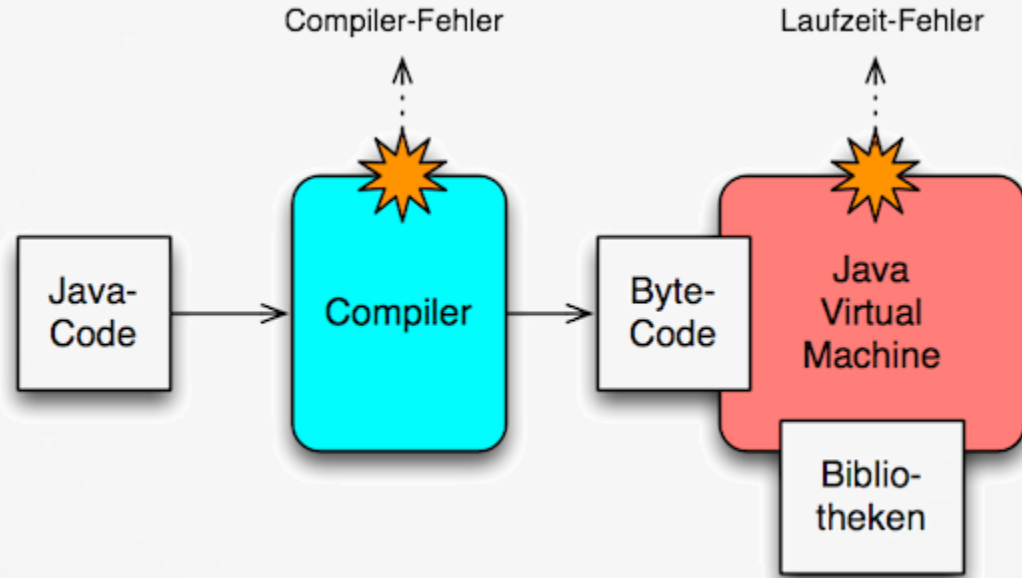 Compiler-Fehler
Laufzeit-Fehler
Java-
Code
Compiler
Byte-
Code
Java
Virtual
Machine
Biblio-
theken